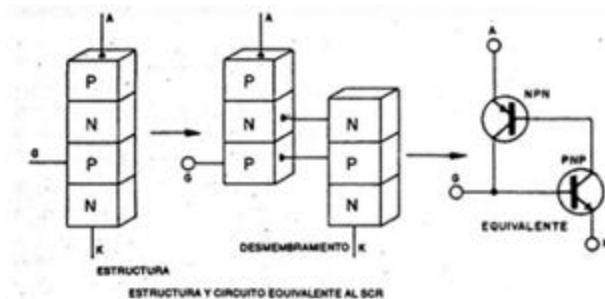 A
P
N
P
N
G
K
ESTRUCTURA
A
P
N
P
G
N
P
N
DESMEMBRAMIENTO
K
A
NPN
PNP
G
EQUIVALENTE
ESTRUCTURA Y CIRCUITO EQUIVALENTE AL SCR